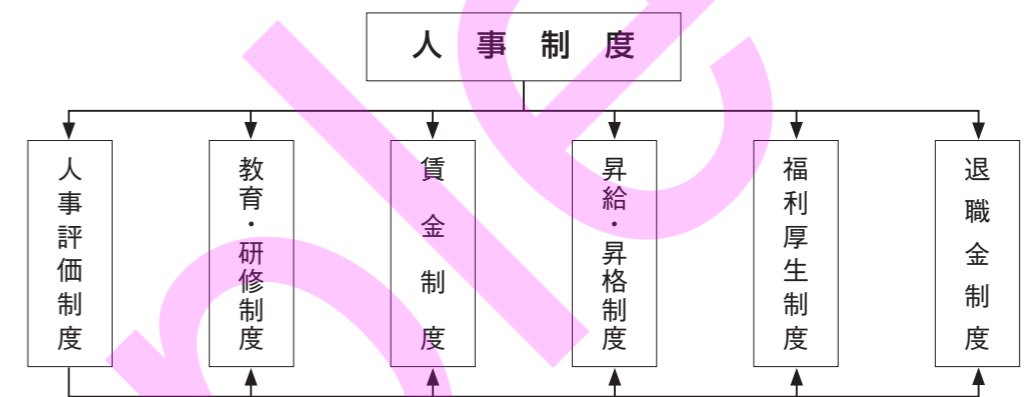 人事制度
人事評価制度
教育・研修制度
賃金制度
昇給・昇格制度
福利厚生制度
退職金制度